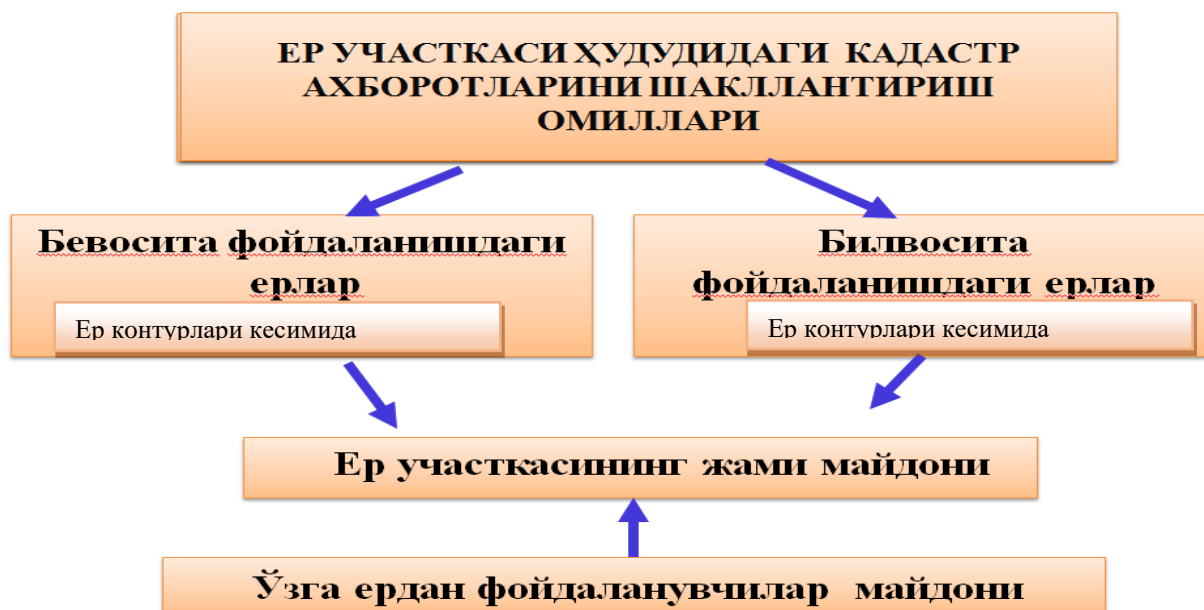 ЕР УЧАСТКАСИ ҲУДУДИДАГИ КАДАСТР
АХБОРОТЛАРИНИ ШАКЛЛАНТИРИШ
ОМИЛЛАРИ
Бевосита фойдаланишдаги
ерлар
Ер контурлари кесимида
Билвосита
фойдаланишдаги ерлар
Ер контурлари кесимида
Ер участкасининг жами майдони
Ўзга ердан фойдаланувчилар майдони